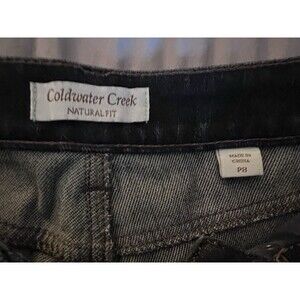 Coldwater Creek
NATURAL FIT
MADE IN
CHINA
P8